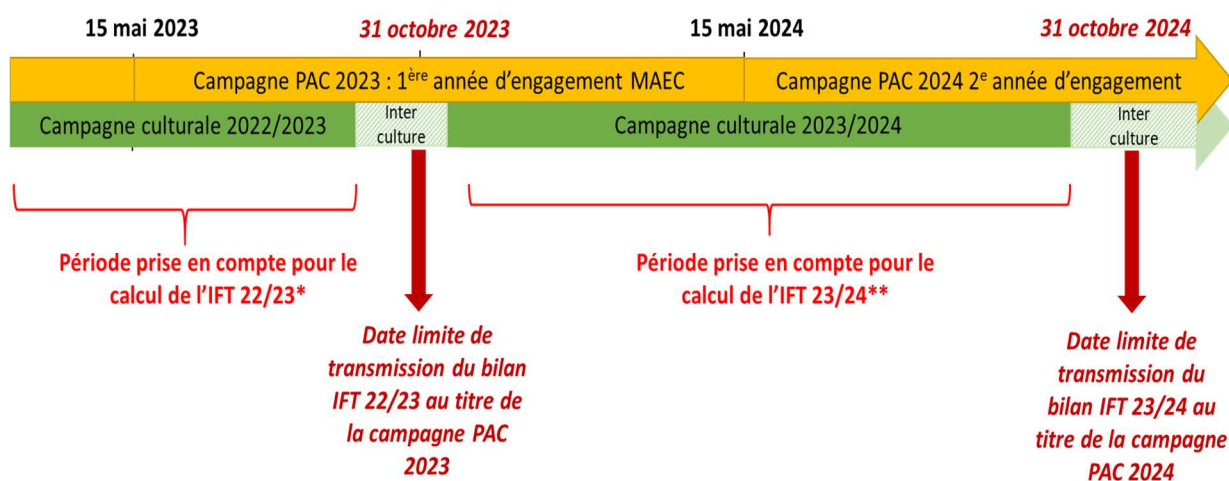 15 mai 2023
31 octobre 2023
15 mai 2024
31 octobre 2024
Campagne PAC 2023 : 1ère année d’engagement MAEC
Campagne PAC 2024 2e année d’engagement
Campagne culturale 2022/2023
Inter
culture
Campagne culturale 2023/2024
Inter
culture
Période prise en compte pour le
calcul de l’IFT 22/23*
Période prise en compte pour le
calcul de l’IFT 23/24**
Date limite de
transmission du bilan
IFT 22/23 au titre de
la campagne PAC
2023
Date limite de
transmission du
bilan IFT 23/24 au
titre de la campagne
PAC 2024